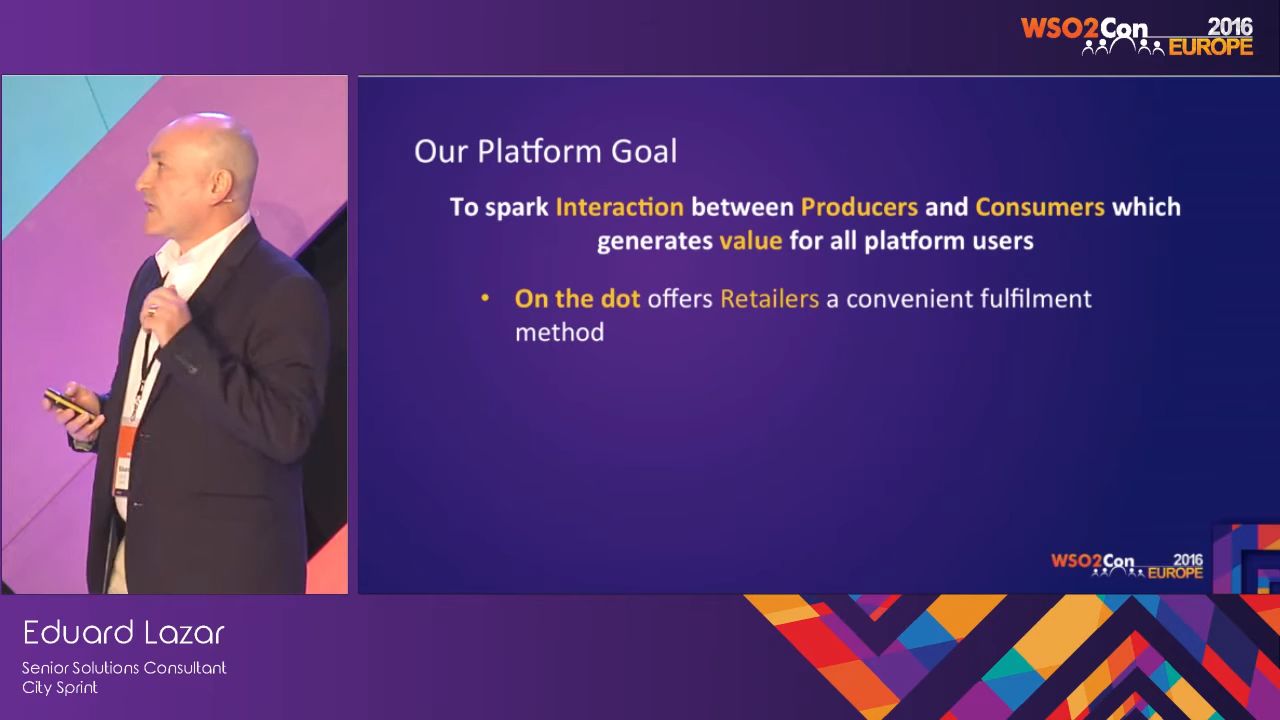 WSO2Con 2016
EUROPE
Our Platform Goal
To spark Interaction between Producers and Consumers which
generates value for all platform users
• On the dot offers Retailers a convenient fulfilment
method
WSO2Con 2016
EUROPE
Eduard Lazar
Senior Solutions Consultant
City Sprint